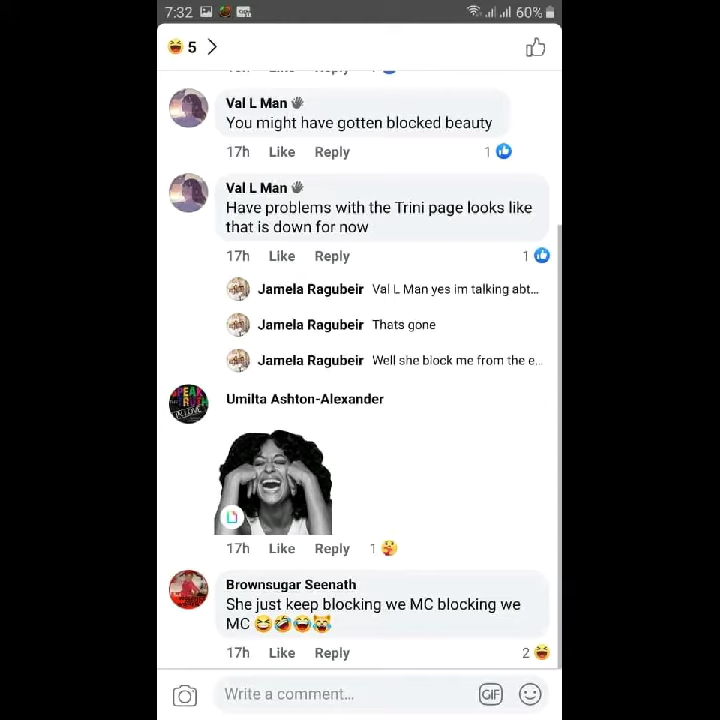 7:32 60%
5
Reply
Val L Man
You might have gotten blocked beauty
17h Like Reply 1
Val L Man
Have problems with the Trini page looks like
that is down for now
17h Like Reply 1
Jamela Ragubeir Val L Man yes im talking abt...
Jamela Ragubeir Thats gone
Jamela Ragubeir Well she block me from the e...
Umilta Ashton-Alexander
17h Like Reply 1
Brownsugar Seenath
She just keep blocking we MC blocking we
MC 😆🤣😂😹
17h Like Reply 2
Write a comment...
GIF